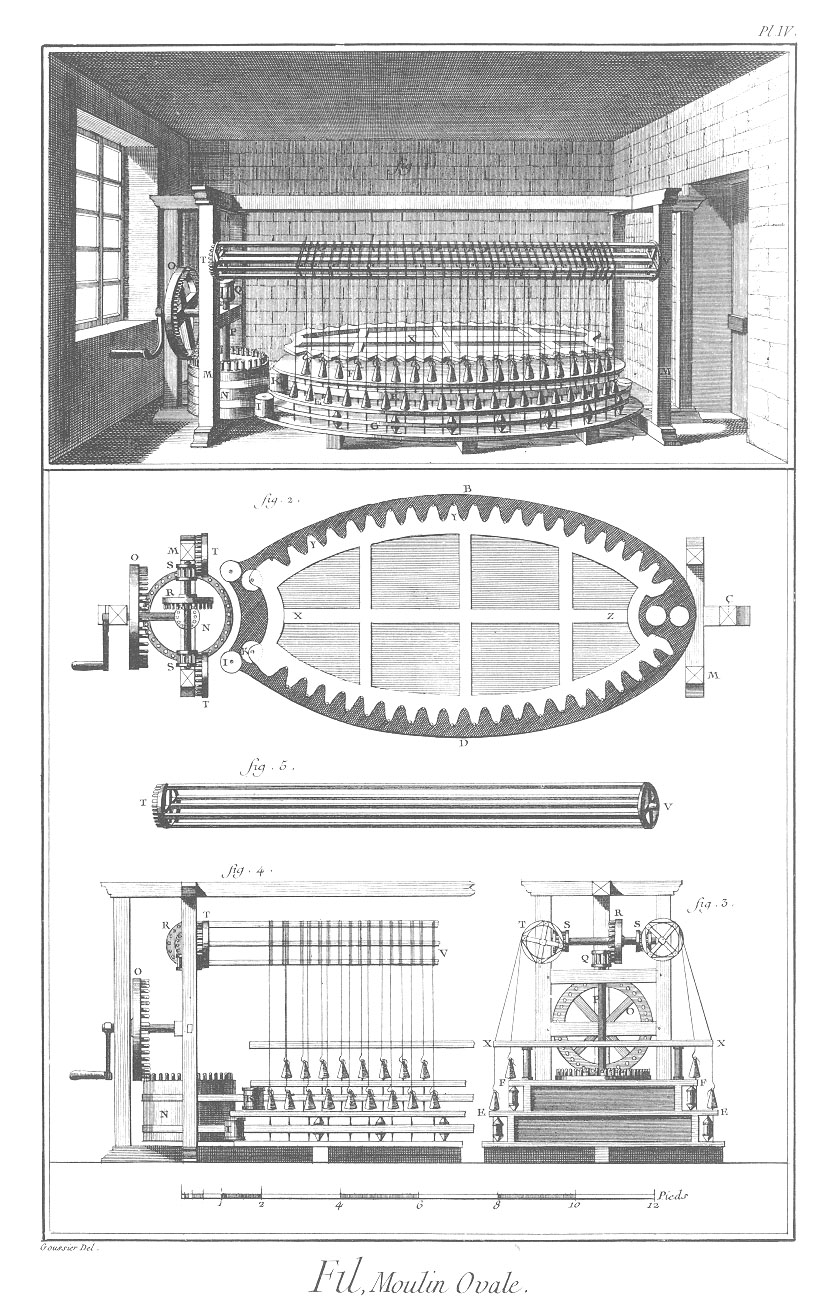 Pl. IV.
fig. 1.
T
O
Q
P
X
F
M
N
G
M
fig. 2.
B
O
M
T
S
Y
Y
R
N
X
Z
C
S
K
I
T
M
D
fig. 5.
T
V
fig. 4.
fig. 3.
R
T
V
O
N
T
S
R
S
Q
P
O
X
X
F
F
E
E
1 2 4 6 8 10 12 Pieds
Goussier Del.
Fil, Moulin Ovale.